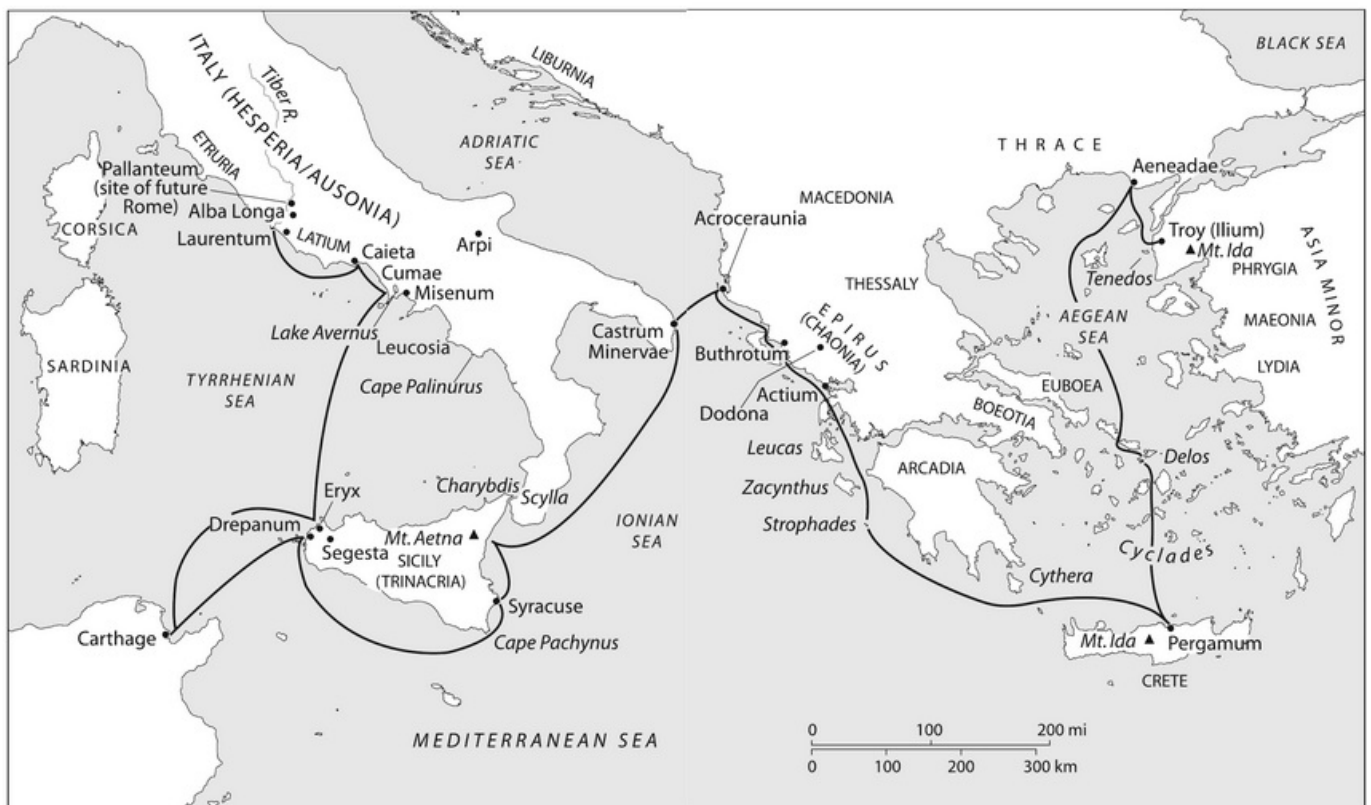 BLACK SEA
LIBURNIA
ITALY (HESPERIA/AUSONIA)
Tiber R.
ADRIATIC
SEA
THRACE
ETRURIA
Pallanteum
(site of future
Rome)
Alba Longa
CORSICA
Laurentum
LATIUM
Caieta
Arpi
Cumae
Misenum
Lake Avernus
Leucosia
Cape Palinurus
SARDINIA
TYRRHENIAN
SEA
Aeneadae
MACEDONIA
Acroceraunia
Troy (Ilium)
Mt. Ida
Tenedos
PHRYGIA
ASIA MINOR
THESSALY
AEGEAN
SEA
MAEONIA
LYDIA
EPIRUS
(CHAONIA)
Castrum
Minervae
Buthrotum
Actium
Dodona
EUBOEA
BOEOTIA
Leucas
ARCADIA
Delos
Zacynthus
Strophades
Charybdis
Scylla
IONIAN
SEA
Eryx
Drepanum
Segesta
Mt. Aetna
SICILY
(TRINACRIA)
Cyclades
Cythera
Syracuse
Cape Pachynus
Carthage
Mt. Ida
Pergamum
CRETE
MEDITERRANEAN SEA
0 100 200 mi
0 100 200 300 km